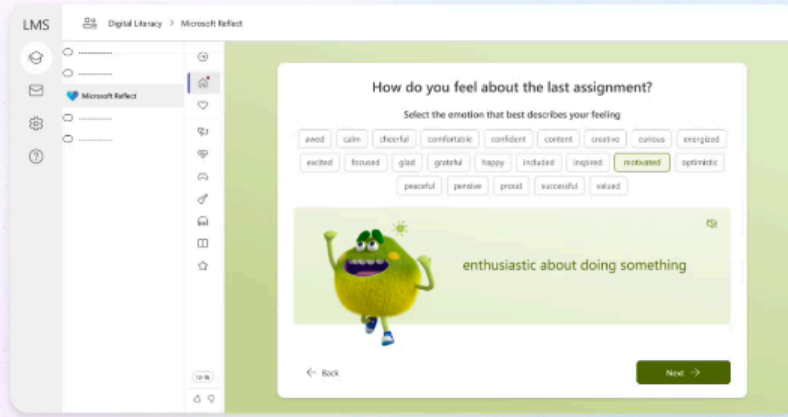 LMS
Digital Literacy > Microsoft Reflect
Microsoft Reflect
How do you feel about the last assignment?
Select the emotion that best describes your feeling
awed calm cheerful comfortable confident content creative curious energized
excited focused glad grateful happy included inspired motivated optimistic
peaceful pensive proud successful valued
enthusiastic about doing something
← Back
Next →